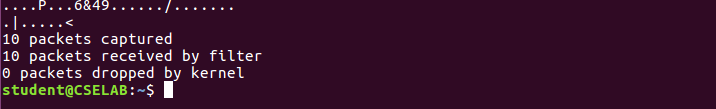 ....P...6&49....../.......
.|.....<
10 packets captured
10 packets received by filter
0 packets dropped by kernel
student@CSELAB:~$